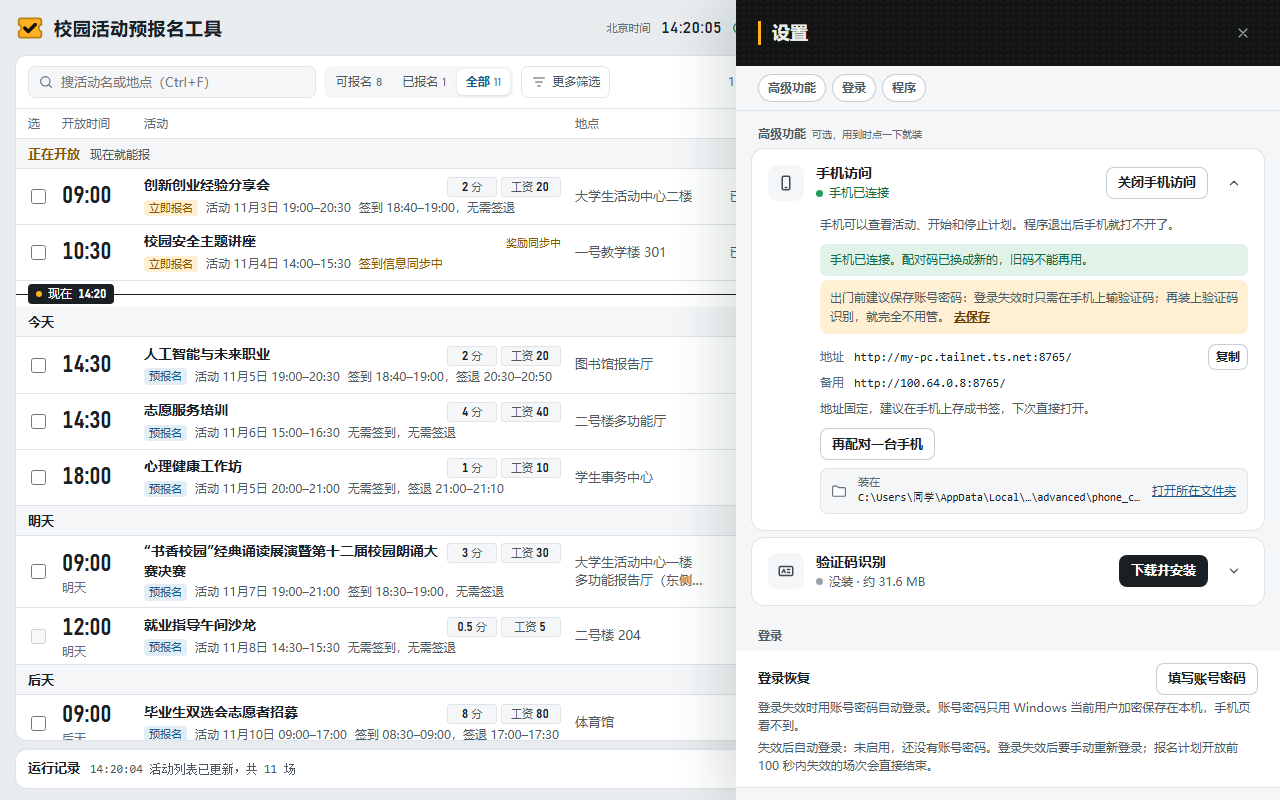 校园活动预报名工具
北京时间 14:20:05
搜活动名或地点（Ctrl+F）
可报名 8 已报名 1 全部 11
更多筛选
选 开放时间 活动 地点
正在开放 现在就能报
09:00 创新创业经验分享会 2 分 工资 20 大学生活动中心二楼
立即报名 活动 11月3日 19:00–20:30 签到 18:40–19:00，无需签退
10:30 校园安全主题讲座 奖励同步中 一号教学楼 301
立即报名 活动 11月4日 14:00–15:30 签到信息同步中
现在 14:20
今天
14:30 人工智能与未来职业 2 分 工资 20 图书馆报告厅
预报名 活动 11月5日 19:00–20:30 签到 18:40–19:00，签退 20:30–20:50
14:30 志愿服务培训 4 分 工资 40 二号楼多功能厅
预报名 活动 11月6日 15:00–16:30 无需签到，无需签退
18:00 心理健康工作坊 1 分 工资 10 学生事务中心
预报名 活动 11月5日 20:00–21:00 无需签到，签退 21:00–21:10
明天
09:00 明天 “书香校园”经典诵读展演暨第十二届校园朗诵大 3 分 工资 30 大学生活动中心一楼
赛决赛 多功能报告厅（东侧…
预报名 活动 11月7日 19:00–21:00 签到 18:30–19:00，无需签退
12:00 明天 就业指导午间沙龙 0.5 分 工资 5 二号楼 204
预报名 活动 11月8日 14:30–15:30 无需签到，无需签退
后天
09:00 后天 毕业生双选会志愿者招募 8 分 工资 80 体育馆
预报名 活动 11月10日 09:00–17:00 签到 08:30–09:00，签退 17:00–17:30
运行记录 14:20:04 活动列表已更新，共 11 场
设置
高级功能 登录 程序
高级功能 可选，用到时点一下就装
手机访问
手机已连接
关闭手机访问
手机可以查看活动、开始和停止计划。程序退出后手机就打不开了。
手机已连接。配对码已换成新的，旧码不能再用。
出门前建议保存账号密码：登录失效时只需在手机上输验证码；再装上验证码
识别，就完全不用管。 去保存
地址 http://my-pc.tailnet.ts.net:8765/ 复制
备用 http://100.64.0.8:8765/
地址固定，建议在手机上存成书签，下次直接打开。
再配对一台手机
装在
C:\Users\同学\AppData\Local\…\advanced\phone_c…
打开所在文件夹
验证码识别
没装 · 约 31.6 MB
下载并安装
登录
登录恢复
填写账号密码
登录失效时用账号密码自动登录。账号密码只用 Windows 当前用户加密保存在本机，手机页
看不到。
失效后自动登录：未启用，还没有账号密码。登录失效后要手动重新登录；报名计划开放前
100 秒内失效的场次会直接结束。